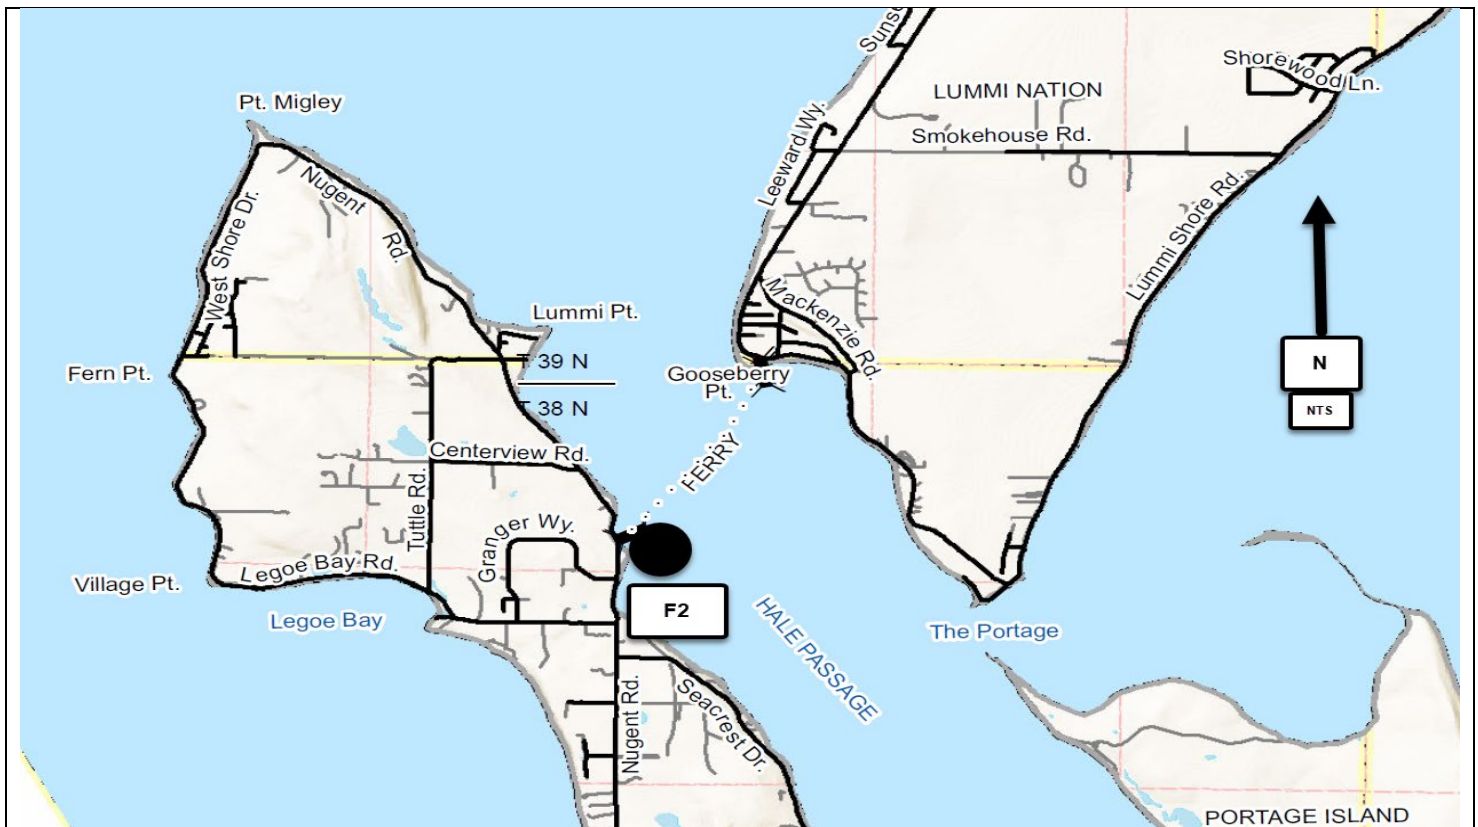 Sunse
Shorewood Ln.
Pt. Migley
LUMMI NATION
Leeward Wy.
Smokehouse Rd.
Nugent
Rd.
West Shore Dr.
Lummi Shore Rd.
Mackenzie Rd.
Lummi Pt.
T 39 N
Fern Pt.
Gooseberry
Pt.
N
NTS
T 38 N
FERRY
Centerview Rd.
Tuttle Rd.
Granger Wy.
Legoe Bay Rd.
Village Pt.
F2
Legoe Bay
HALE PASSAGE
The Portage
Nugent Rd.
Seacrest Dr.
PORTAGE ISLAND